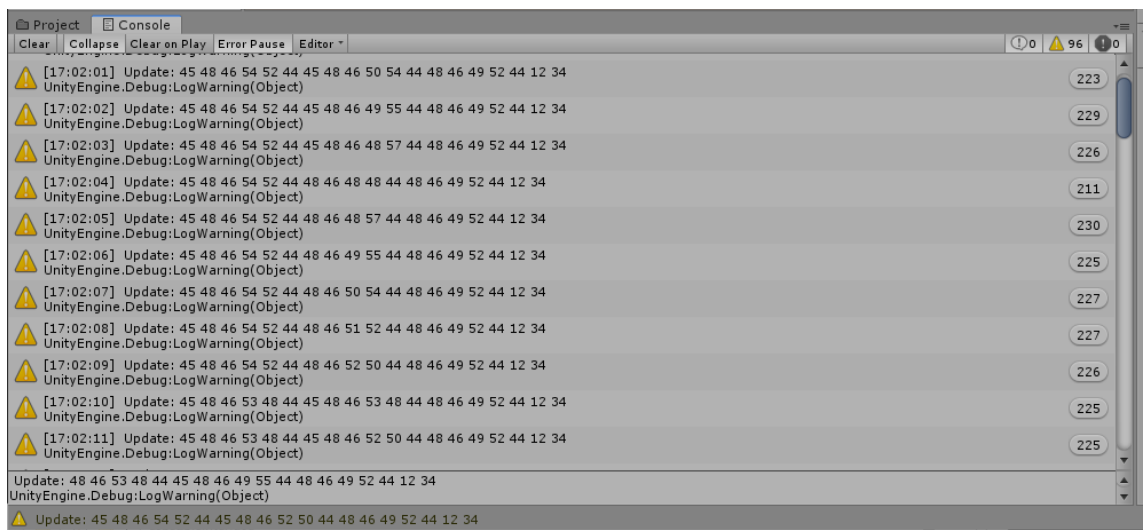 Project Console
Clear Collapse Clear on Play Error Pause Editor 0 96 0
[17:02:01] Update: 45 48 46 54 52 44 45 48 46 50 54 44 48 46 49 52 44 12 34
UnityEngine.Debug:LogWarning(Object)
223
[17:02:02] Update: 45 48 46 54 52 44 45 48 46 49 55 44 48 46 49 52 44 12 34
UnityEngine.Debug:LogWarning(Object)
229
[17:02:03] Update: 45 48 46 54 52 44 45 48 46 48 57 44 48 46 49 52 44 12 34
UnityEngine.Debug:LogWarning(Object)
226
[17:02:04] Update: 45 48 46 54 52 44 48 46 48 48 44 48 46 49 52 44 12 34
UnityEngine.Debug:LogWarning(Object)
211
[17:02:05] Update: 45 48 46 54 52 44 48 46 48 57 44 48 46 49 52 44 12 34
UnityEngine.Debug:LogWarning(Object)
230
[17:02:06] Update: 45 48 46 54 52 44 48 46 49 55 44 48 46 49 52 44 12 34
UnityEngine.Debug:LogWarning(Object)
225
[17:02:07] Update: 45 48 46 54 52 44 48 46 50 54 44 48 46 49 52 44 12 34
UnityEngine.Debug:LogWarning(Object)
227
[17:02:08] Update: 45 48 46 54 52 44 48 46 51 52 44 48 46 49 52 44 12 34
UnityEngine.Debug:LogWarning(Object)
227
[17:02:09] Update: 45 48 46 54 52 44 48 46 52 50 44 48 46 49 52 44 12 34
UnityEngine.Debug:LogWarning(Object)
226
[17:02:10] Update: 45 48 46 53 48 44 45 48 46 53 48 44 48 46 49 52 44 12 34
UnityEngine.Debug:LogWarning(Object)
225
[17:02:11] Update: 45 48 46 53 48 44 45 48 46 52 50 44 48 46 49 52 44 12 34
UnityEngine.Debug:LogWarning(Object)
225
Update: 48 46 53 48 44 45 48 46 49 55 44 48 46 49 52 44 12 34
UnityEngine.Debug:LogWarning(Object)
Update: 45 48 46 54 52 44 45 48 46 52 50 44 48 46 49 52 44 12 34